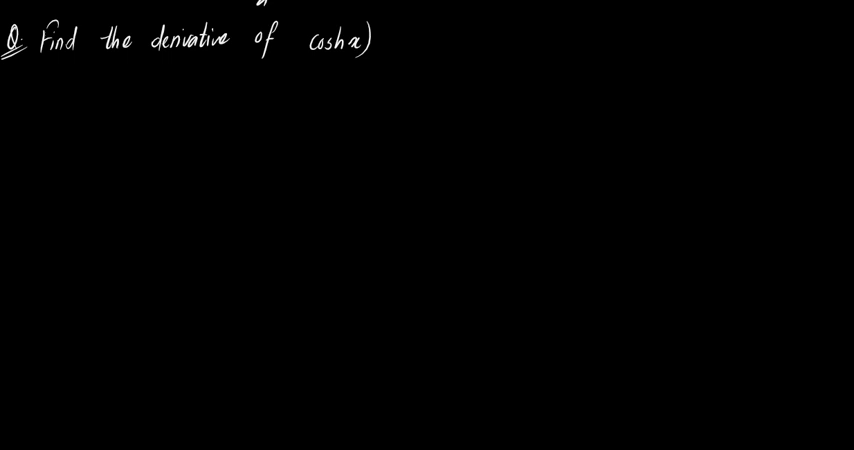 Q. Find the derivative of coshx)